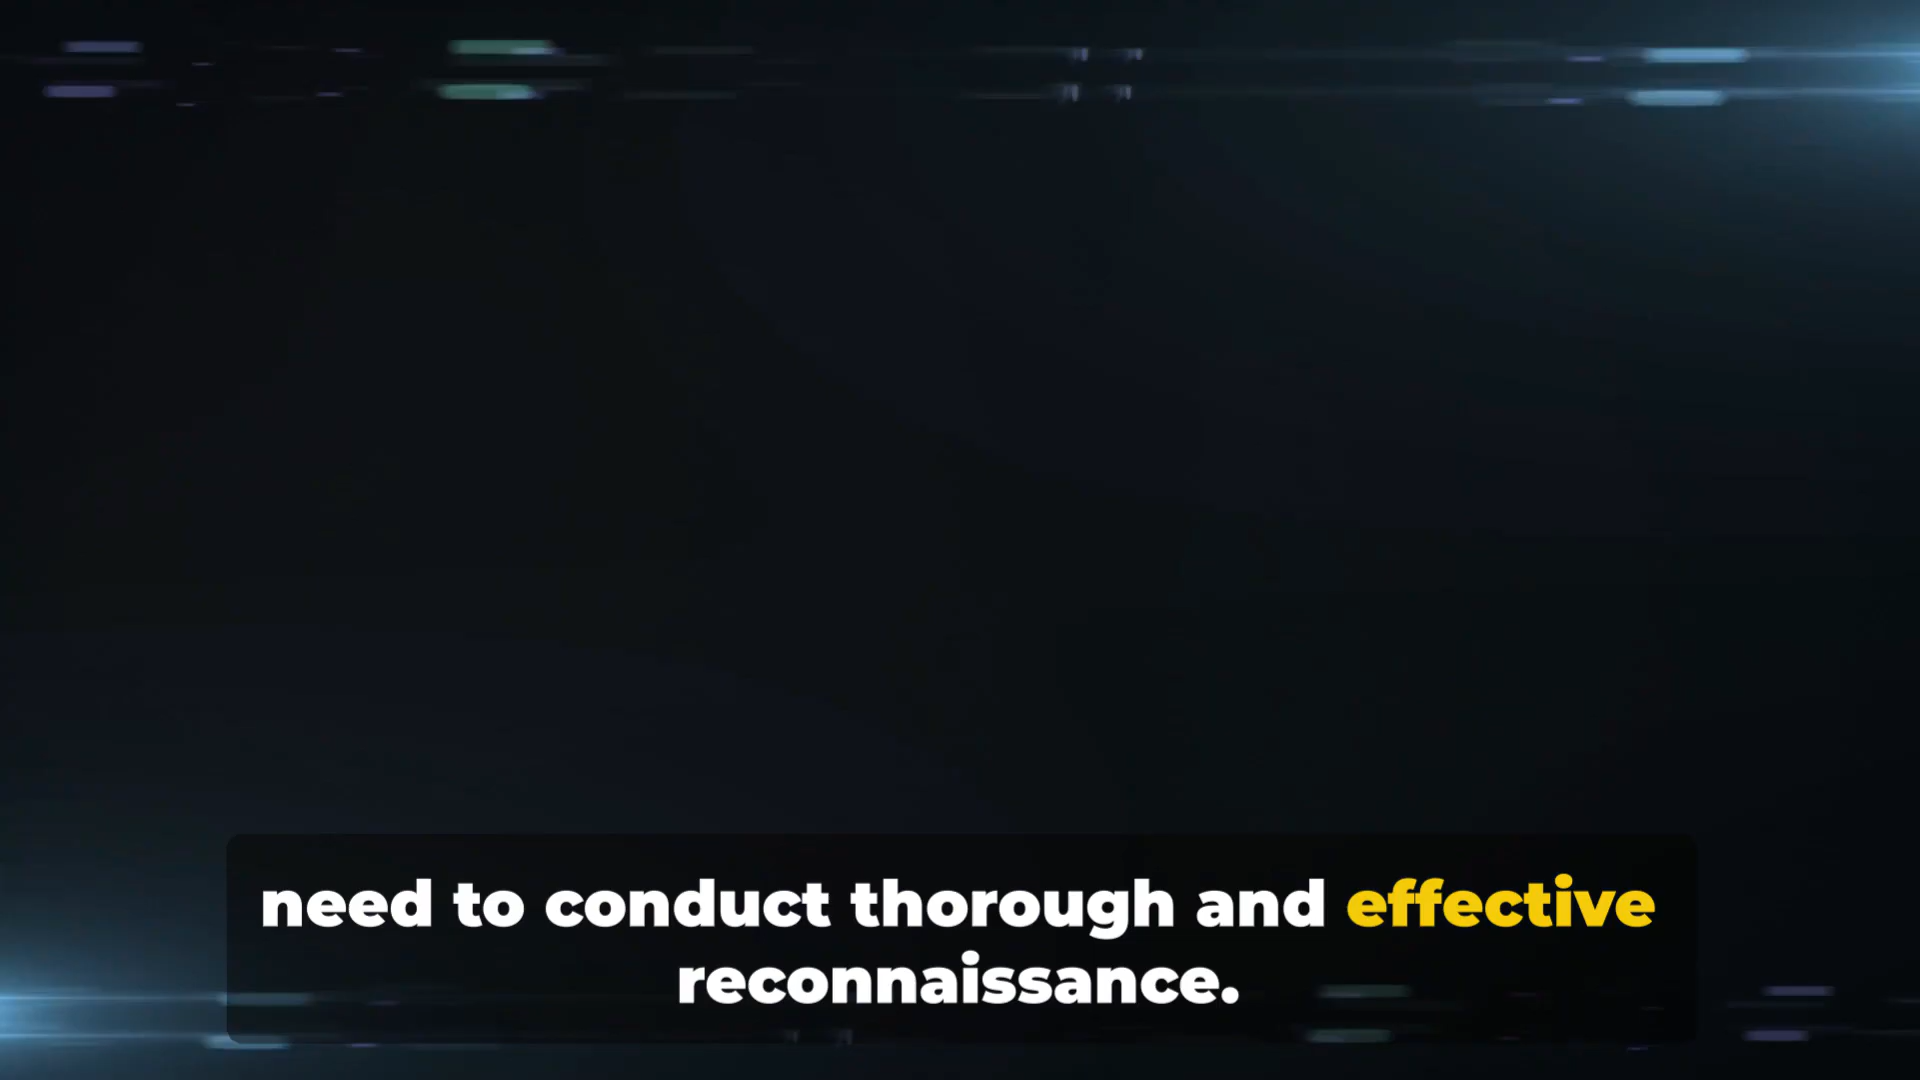 need to conduct thorough and effective
reconnaissance.